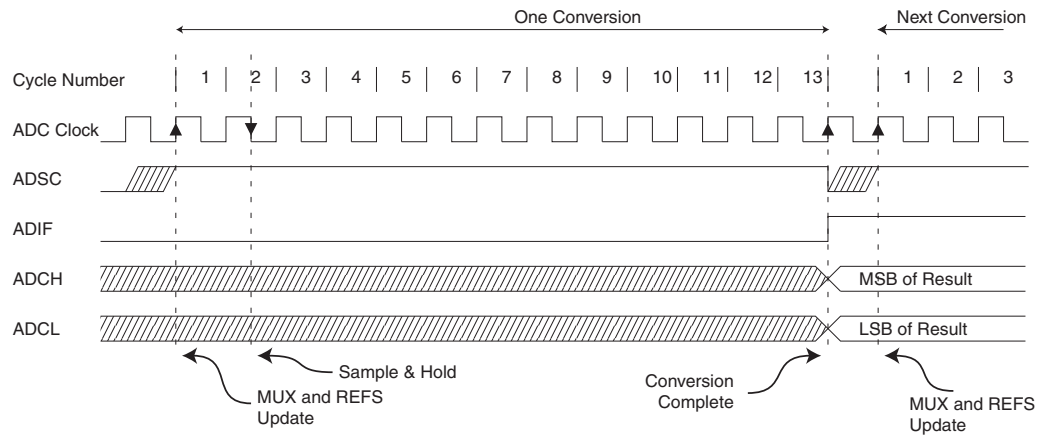 One Conversion
Next Conversion
Cycle Number
1 2 3 4 5 6 7 8 9 10 11 12 13 1 2 3
ADC Clock
ADSC
ADIF
ADCH
MSB of Result
ADCL
LSB of Result
Sample & Hold
MUX and REFS
Update
Conversion
Complete
MUX and REFS
Update